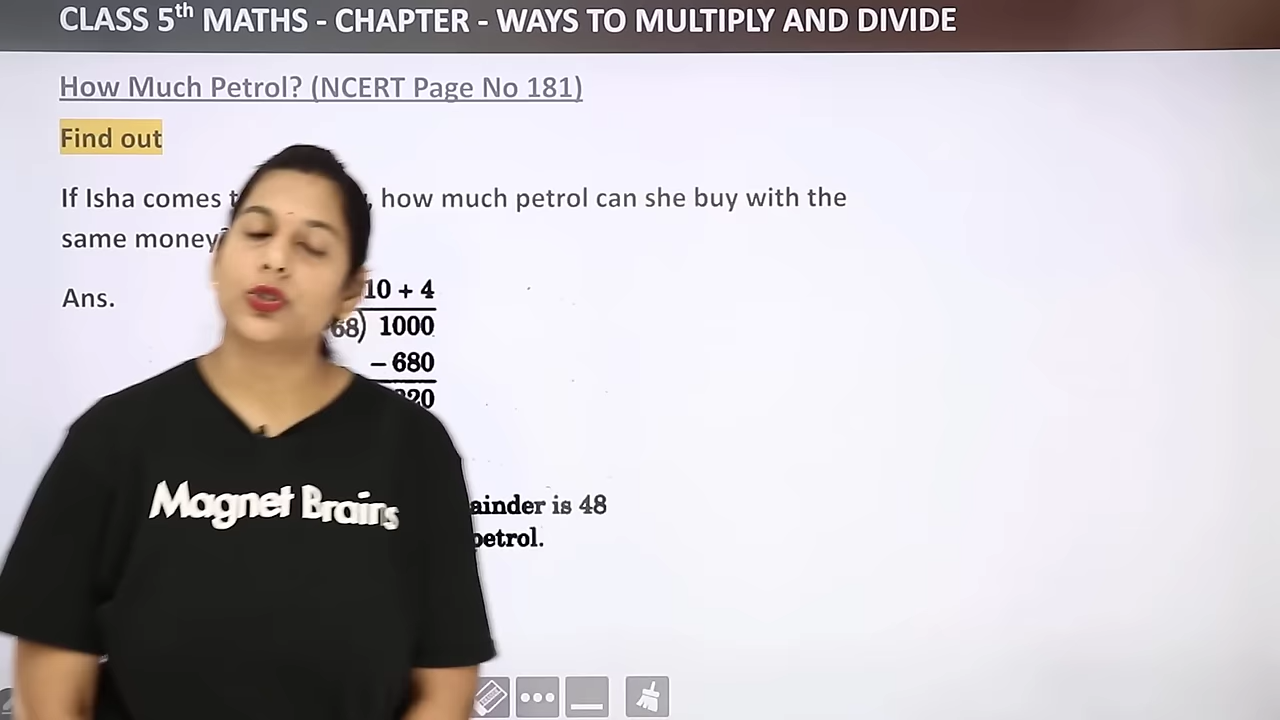 CLASS 5th MATHS - CHAPTER - WAYS TO MULTIPLY AND DIVIDE
How Much Petrol? (NCERT Page No 181)
Find out
If Isha comes how much petrol can she buy with the
same money
Ans.
10 + 4
68) 1000
– 680
20
is 48
petrol.
Magnet Brains